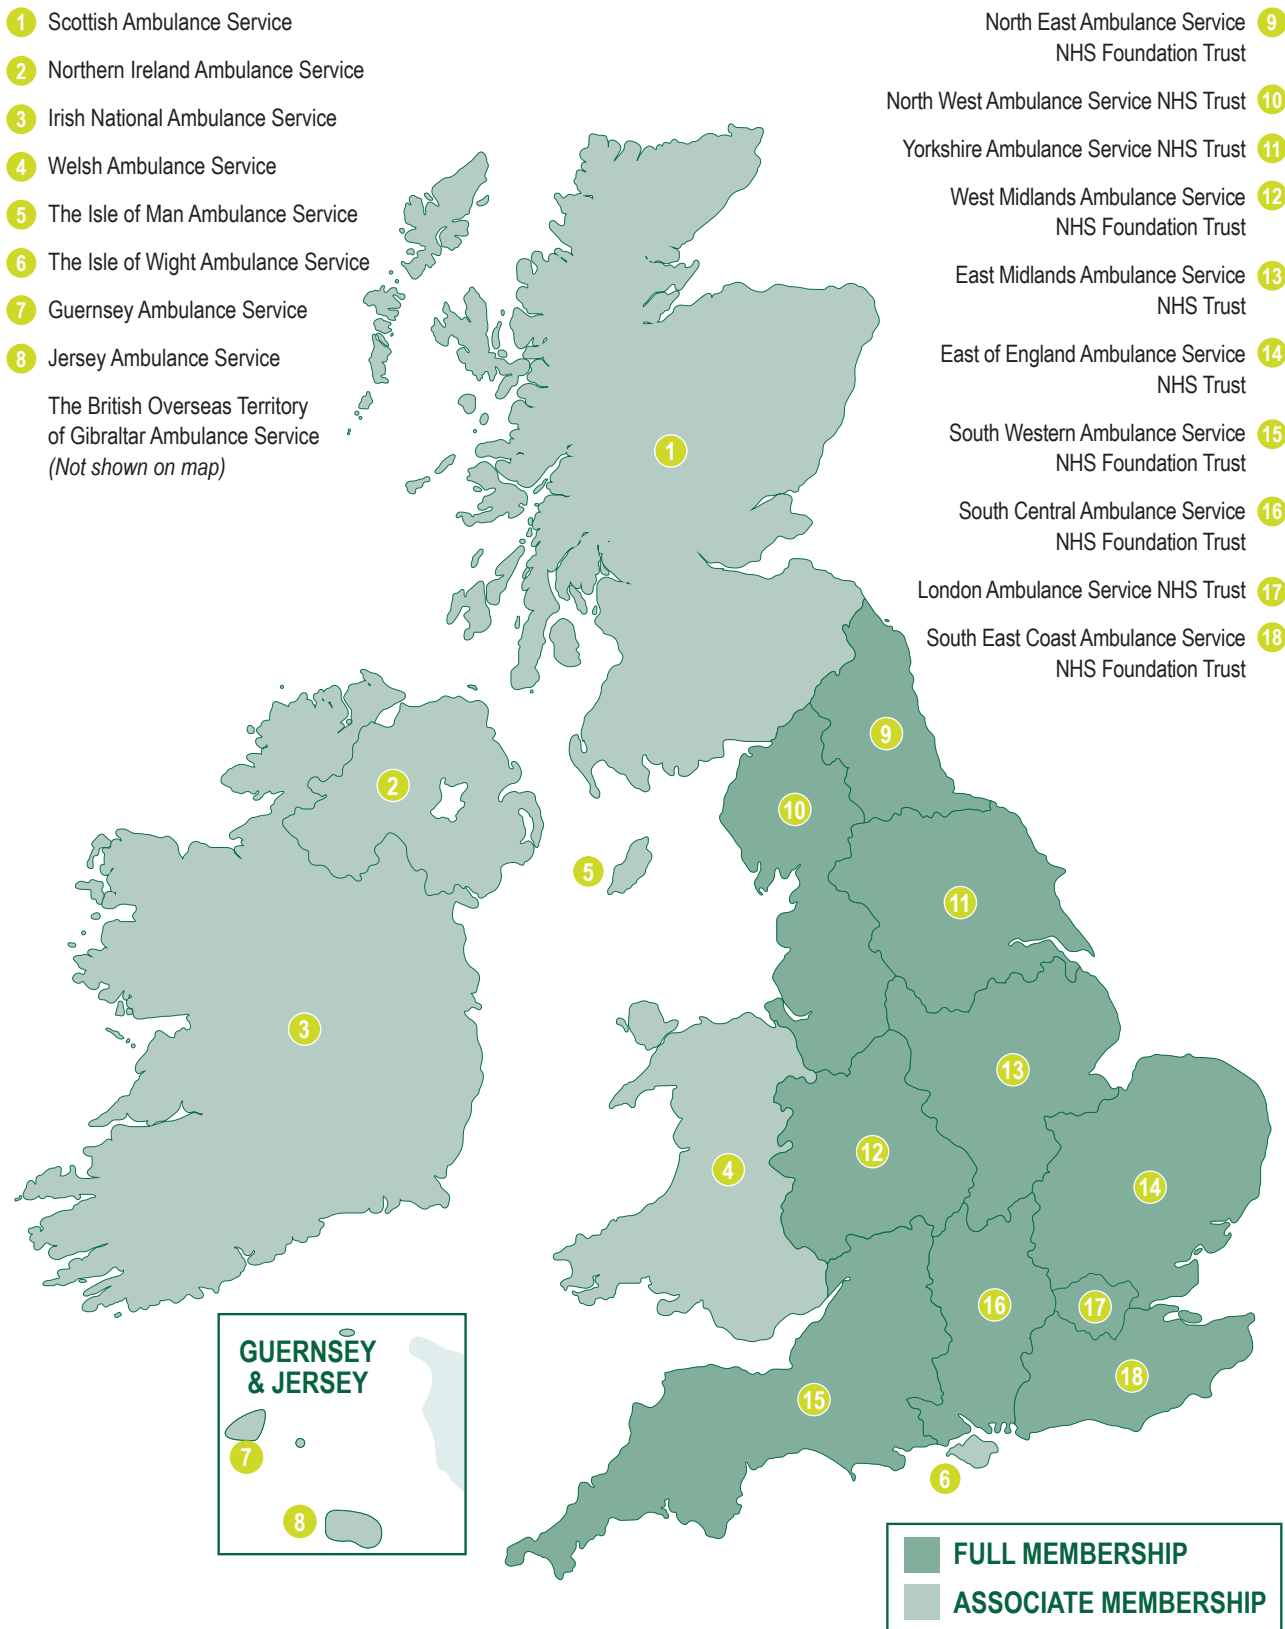 1 Scottish Ambulance Service
2 Northern Ireland Ambulance Service
3 Irish National Ambulance Service
4 Welsh Ambulance Service
5 The Isle of Man Ambulance Service
6 The Isle of Wight Ambulance Service
7 Guernsey Ambulance Service
8 Jersey Ambulance Service
The British Overseas Territory
of Gibraltar Ambulance Service
(Not shown on map)
North East Ambulance Service 9
NHS Foundation Trust
North West Ambulance Service NHS Trust 10
Yorkshire Ambulance Service NHS Trust 11
West Midlands Ambulance Service 12
NHS Foundation Trust
East Midlands Ambulance Service 13
NHS Trust
East of England Ambulance Service 14
NHS Trust
South Western Ambulance Service 15
NHS Foundation Trust
South Central Ambulance Service 16
NHS Foundation Trust
London Ambulance Service NHS Trust 17
South East Coast Ambulance Service 18
NHS Foundation Trust
1
9
2
10
5
11
3
13
12
4
14
16
17
18
15
6
GUERNSEY
& JERSEY
7
8
FULL MEMBERSHIP
ASSOCIATE MEMBERSHIP